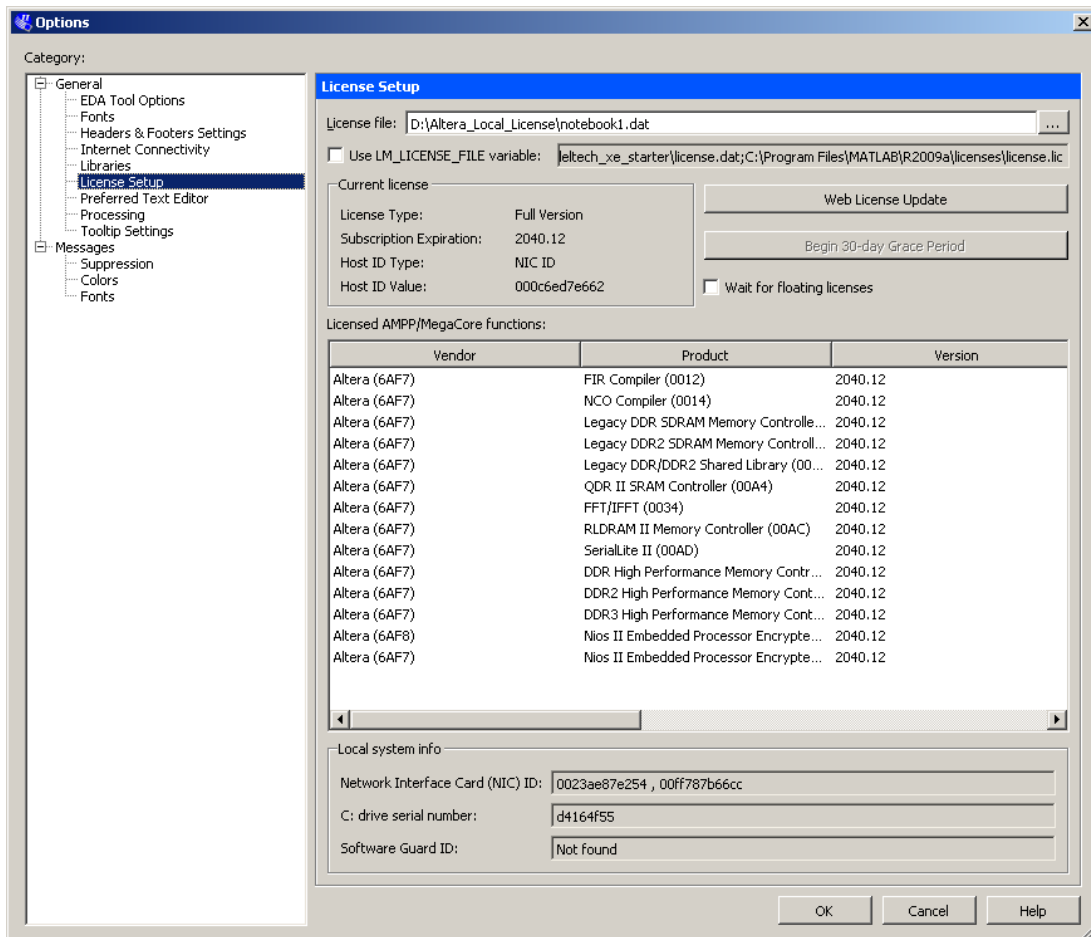 Options
Category:
General
EDA Tool Options
Fonts
Headers & Footers Settings
Internet Connectivity
Libraries
License Setup
Preferred Text Editor
Processing
Tooltip Settings
Messages
Suppression
Colors
Fonts
License Setup
License file: D:\Altera_Local_License\notebook1.dat ...
Use LM_LICENSE_FILE variable: leltech_xe_starter\license.dat;C:\Program Files\MATLAB\R2009a\licenses\license.lic
Current license
License Type: Full Version
Subscription Expiration: 2040.12
Host ID Type: NIC ID
Host ID Value: 000c6ed7e662
Web License Update
Begin 30-day Grace Period
Wait for floating licenses
Licensed AMPP/MegaCore functions:
Vendor Product Version
Altera (6AF7) FIR Compiler (0012) 2040.12
Altera (6AF7) NCO Compiler (0014) 2040.12
Altera (6AF7) Legacy DDR SDRAM Memory Controlle... 2040.12
Altera (6AF7) Legacy DDR2 SDRAM Memory Controll... 2040.12
Altera (6AF7) Legacy DDR/DDR2 Shared Library (00... 2040.12
Altera (6AF7) QDR II SRAM Controller (00A4) 2040.12
Altera (6AF7) FFT/IFFT (0034) 2040.12
Altera (6AF7) RLDRAM II Memory Controller (00AC) 2040.12
Altera (6AF7) SerialLite II (00AD) 2040.12
Altera (6AF7) DDR High Performance Memory Contr... 2040.12
Altera (6AF7) DDR2 High Performance Memory Cont... 2040.12
Altera (6AF7) DDR3 High Performance Memory Cont... 2040.12
Altera (6AF8) Nios II Embedded Processor Encrypte... 2040.12
Altera (6AF7) Nios II Embedded Processor Encrypte... 2040.12
Local system info
Network Interface Card (NIC) ID: 0023ae87e254 , 00ff787b66cc
C: drive serial number: d4164f55
Software Guard ID: Not found
OK Cancel Help